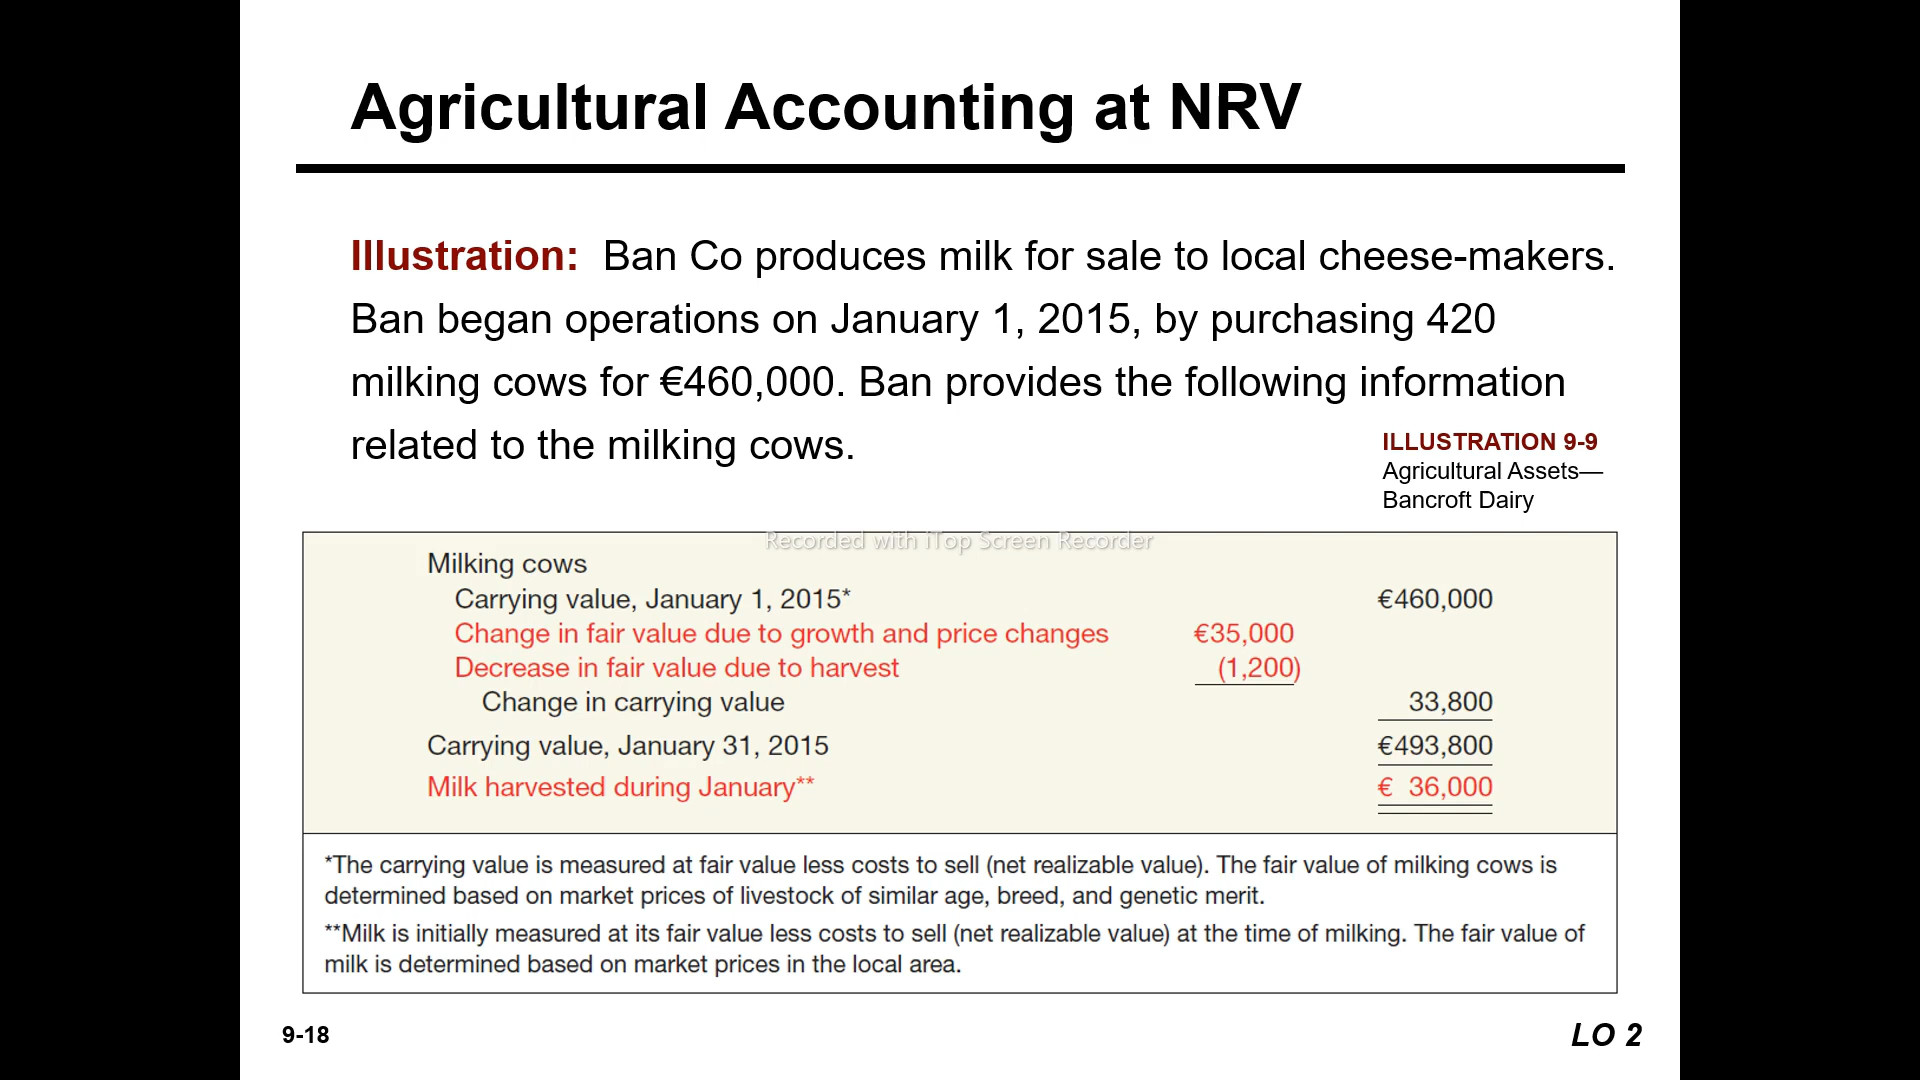 Agricultural Accounting at NRV
Illustration: Ban Co produces milk for sale to local cheese-makers.
Ban began operations on January 1, 2015, by purchasing 420
milking cows for €460,000. Ban provides the following information
related to the milking cows.
ILLUSTRATION 9-9
Agricultural Assets—
Bancroft Dairy
Recorded with iTop Screen Recorder
Milking cows
Carrying value, January 1, 2015* €460,000
Change in fair value due to growth and price changes €35,000
Decrease in fair value due to harvest (1,200)
Change in carrying value 33,800
Carrying value, January 31, 2015 €493,800
Milk harvested during January** € 36,000
*The carrying value is measured at fair value less costs to sell (net realizable value). The fair value of milking cows is
determined based on market prices of livestock of similar age, breed, and genetic merit.
**Milk is initially measured at its fair value less costs to sell (net realizable value) at the time of milking. The fair value of
milk is determined based on market prices in the local area.
9-18
LO 2